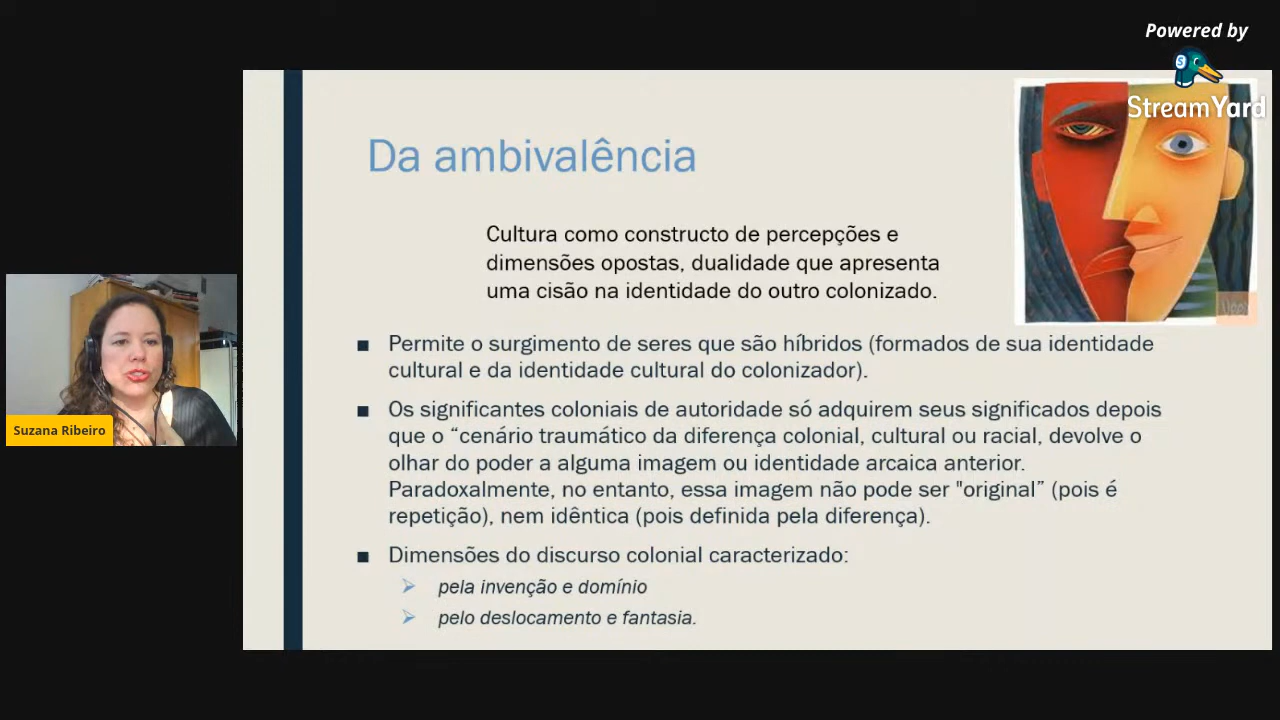 Powered by
StreamYard
Da ambivalência
Cultura como constructo de percepções e
dimensões opostas, dualidade que apresenta
uma cisão na identidade do outro colonizado.
Permite o surgimento de seres que são híbridos (formados de sua identidade
cultural e da identidade cultural do colonizador).
Os significantes coloniais de autoridade só adquirem seus significados depois
que o “cenário traumático da diferença colonial, cultural ou racial, devolve o
olhar do poder a alguma imagem ou identidade arcaica anterior.
Paradoxalmente, no entanto, essa imagem não pode ser "original” (pois é
repetição), nem idêntica (pois definida pela diferença).
Dimensões do discurso colonial caracterizado:
pela invenção e domínio
pelo deslocamento e fantasia.
Suzana Ribeiro